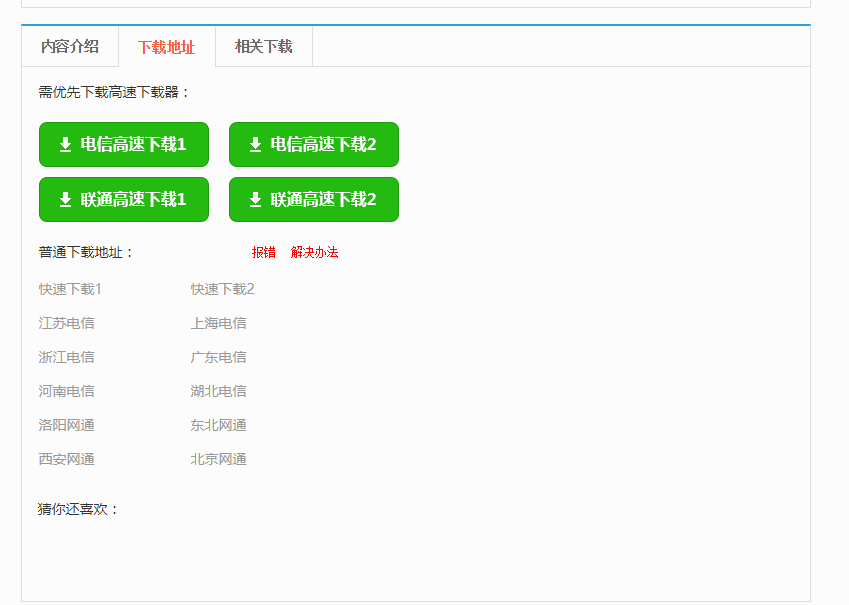 内容介绍 下载地址 相关下载
需优先下载高速下载器：
电信高速下载1 电信高速下载2
联通高速下载1 联通高速下载2
普通下载地址： 报错 解决办法
快速下载1 快速下载2
江苏电信 上海电信
浙江电信 广东电信
河南电信 湖北电信
洛阳网通 东北网通
西安网通 北京网通
猜你还喜欢：